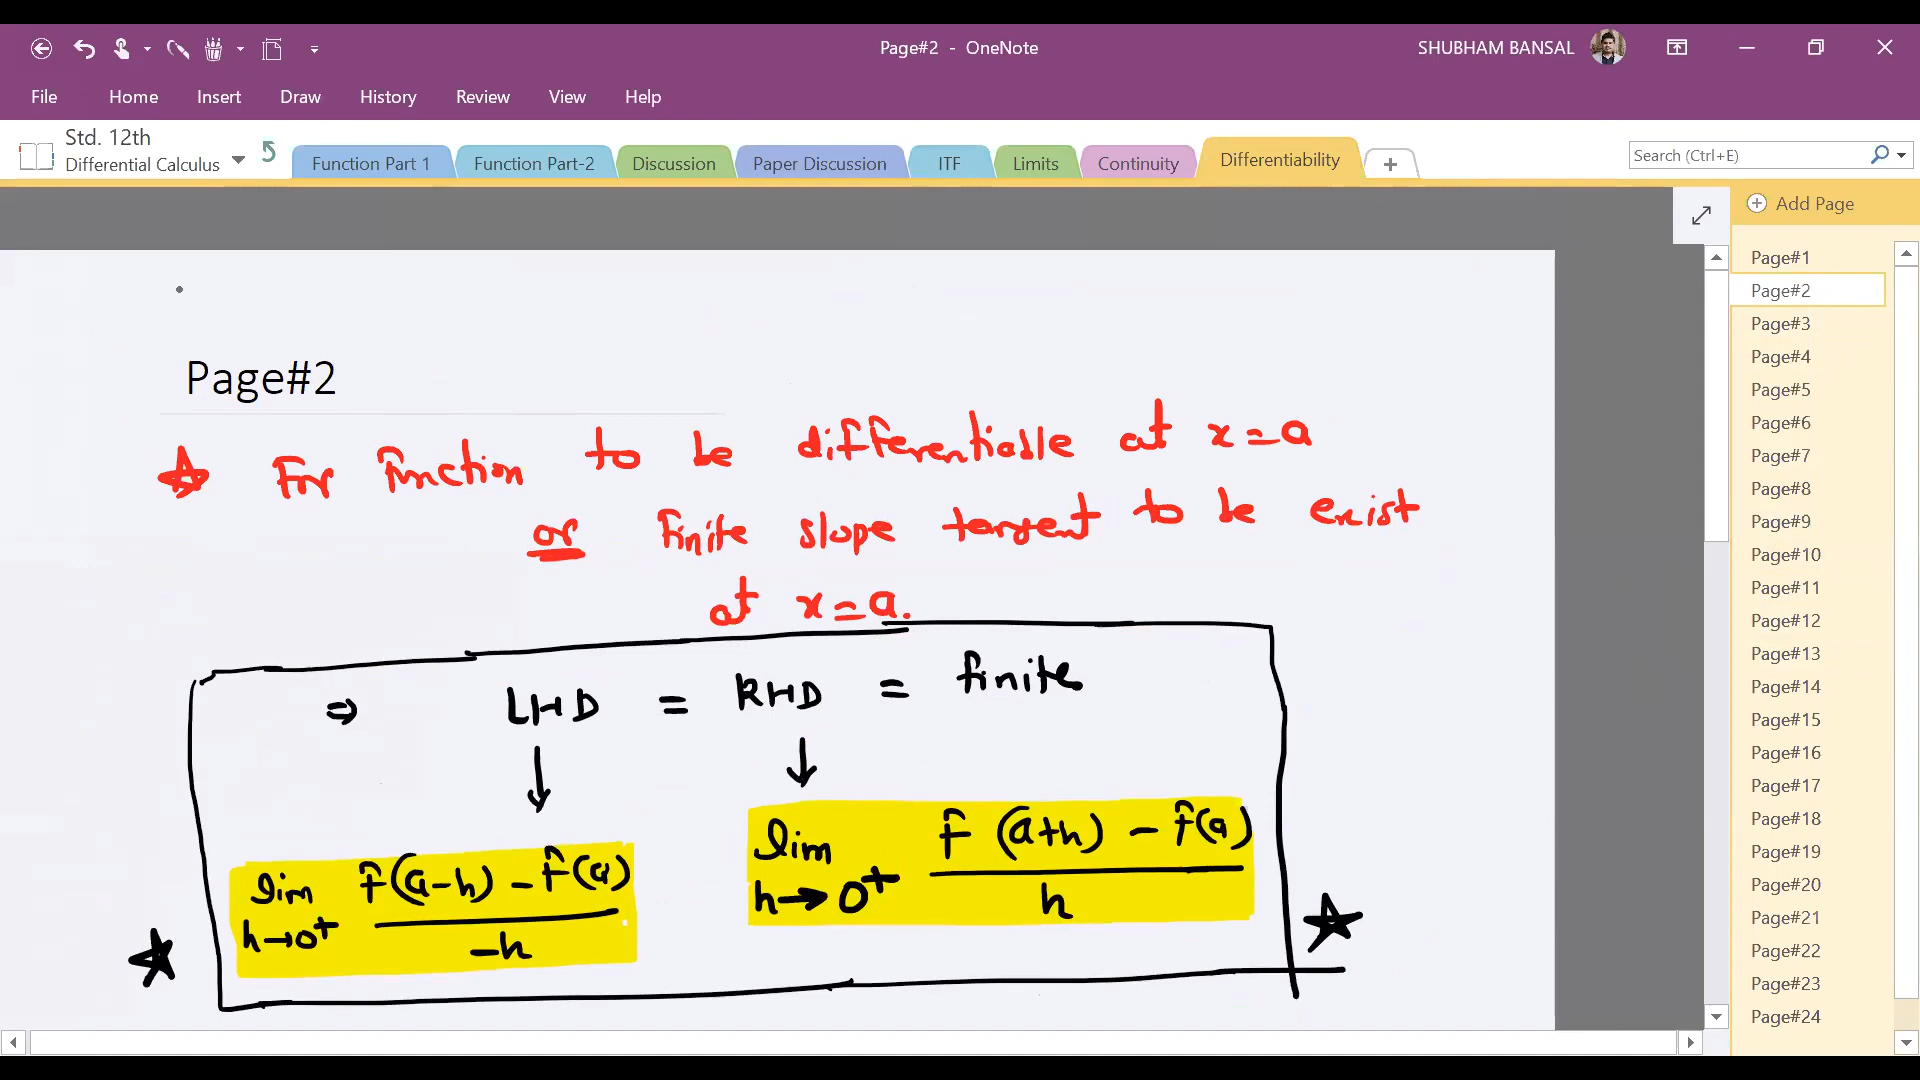 Page#2 - OneNote
SHUBHAM BANSAL
File Home Insert Draw History Review View Help
Std. 12th
Differential Calculus
Function Part 1 Function Part-2 Discussion Paper Discussion ITF Limits Continuity Differentiability
Search (Ctrl+E)
Add Page
Page#1
Page#2
Page#3
Page#4
Page#5
Page#6
Page#7
Page#8
Page#9
Page#10
Page#11
Page#12
Page#13
Page#14
Page#15
Page#16
Page#17
Page#18
Page#19
Page#20
Page#21
Page#22
Page#23
Page#24
Page#2
☆ For function to be differentiable at x=a
or finite slope tangent to be exist
at x=a.
⇒ LHD = RHD = finite
↓ ↓
lim h→0⁺ f(a-h) - f(a) / -h
lim h→0⁺ f(a+h) - f(a) / h